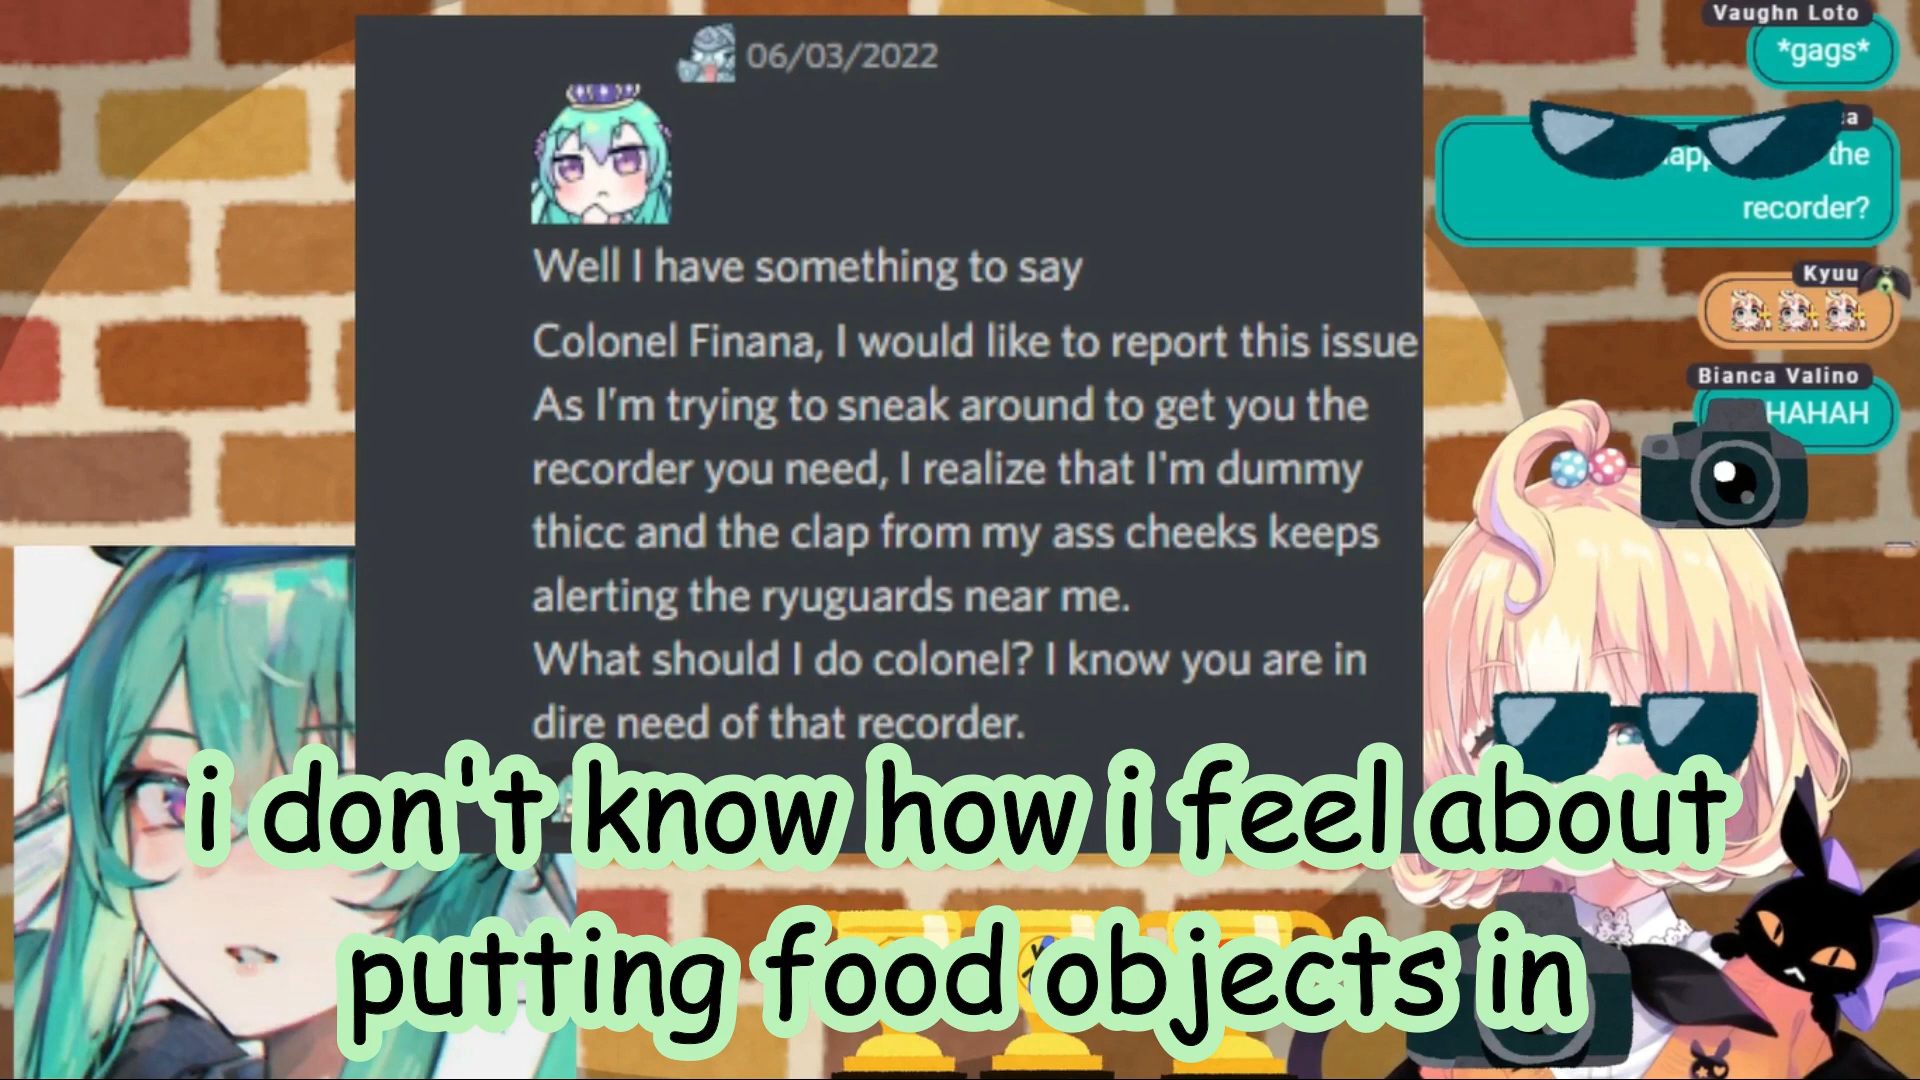 06/03/2022
Well I have something to say
Colonel Finana, I would like to report this issue
As I'm trying to sneak around to get you the
recorder you need, I realize that I'm dummy
thicc and the clap from my ass cheeks keeps
alerting the ryuguards near me.
What should I do colonel? I know you are in
dire need of that recorder.
i don't know how i feel about
putting food objects in
Vaughn Loto
*gags*
the
recorder?
Kyuu
Bianca Valino
HAHAH